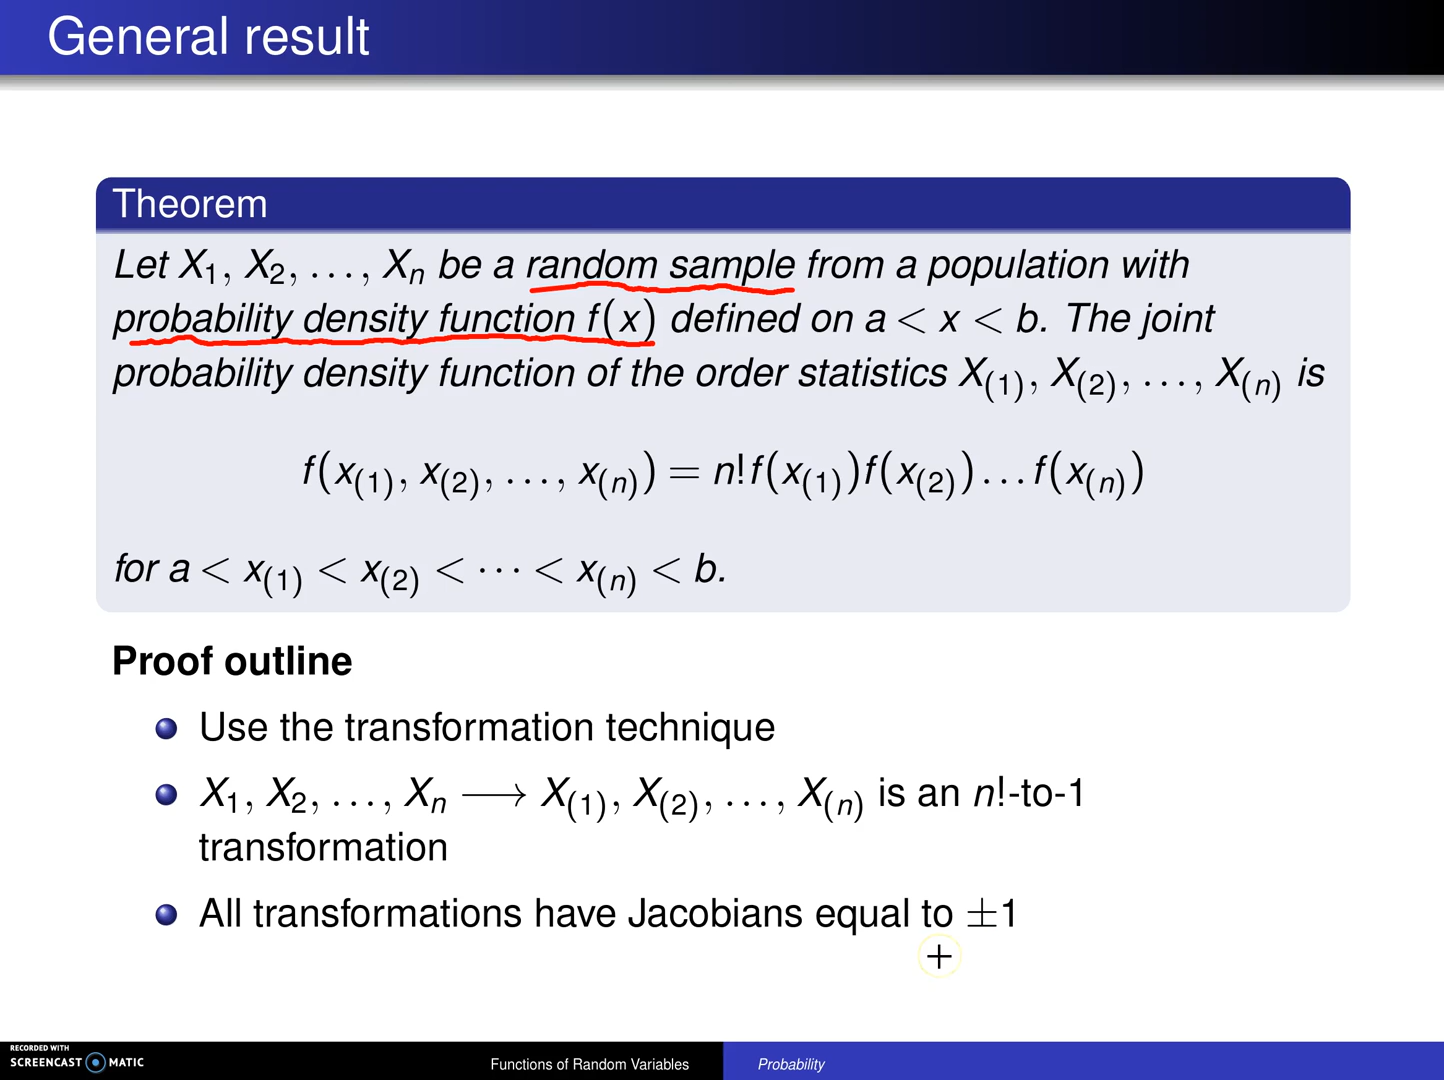 General result
Theorem
Let X₁, X₂, . . . , Xₙ be a random sample from a population with
probability density function f(x) defined on a < x < b. The joint
probability density function of the order statistics X₍₁₎, X₍₂₎, . . . , X₍ₙ₎ is
f(x₍₁₎, x₍₂₎, . . . , x₍ₙ₎) = n!f(x₍₁₎)f(x₍₂₎) . . . f(x₍ₙ₎)
for a < x₍₁₎ < x₍₂₎ < · · · < x₍ₙ₎ < b.
Proof outline
Use the transformation technique
X₁, X₂, . . . , Xₙ ⟶ X₍₁₎, X₍₂₎, . . . , X₍ₙ₎ is an n!-to-1
transformation
All transformations have Jacobians equal to ±1
RECORDED WITH
SCREENCAST MATIC
Functions of Random Variables Probability